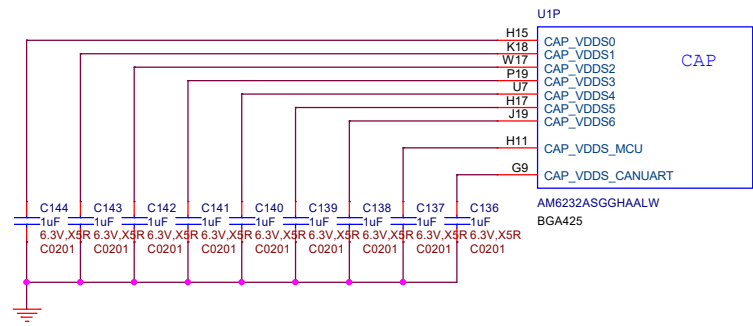 U1P
H15 CAP_VDDS0
K18 CAP_VDDS1
W17 CAP_VDDS2
P19 CAP_VDDS3
U7 CAP_VDDS4
H17 CAP_VDDS5
J19 CAP_VDDS6
CAP
H11 CAP_VDDS_MCU
G9 CAP_VDDS_CANUART
AM6232ASGGHAALW
BGA425
C144 C143 C142 C141 C140 C139 C138 C137 C136
1uF 1uF 1uF 1uF 1uF 1uF 1uF 1uF 1uF
6.3V,X5R 6.3V,X5R 6.3V,X5R 6.3V,X5R 6.3V,X5R 6.3V,X5R 6.3V,X5R 6.3V,X5R 6.3V,X5R
C0201 C0201 C0201 C0201 C0201 C0201 C0201 C0201 C0201